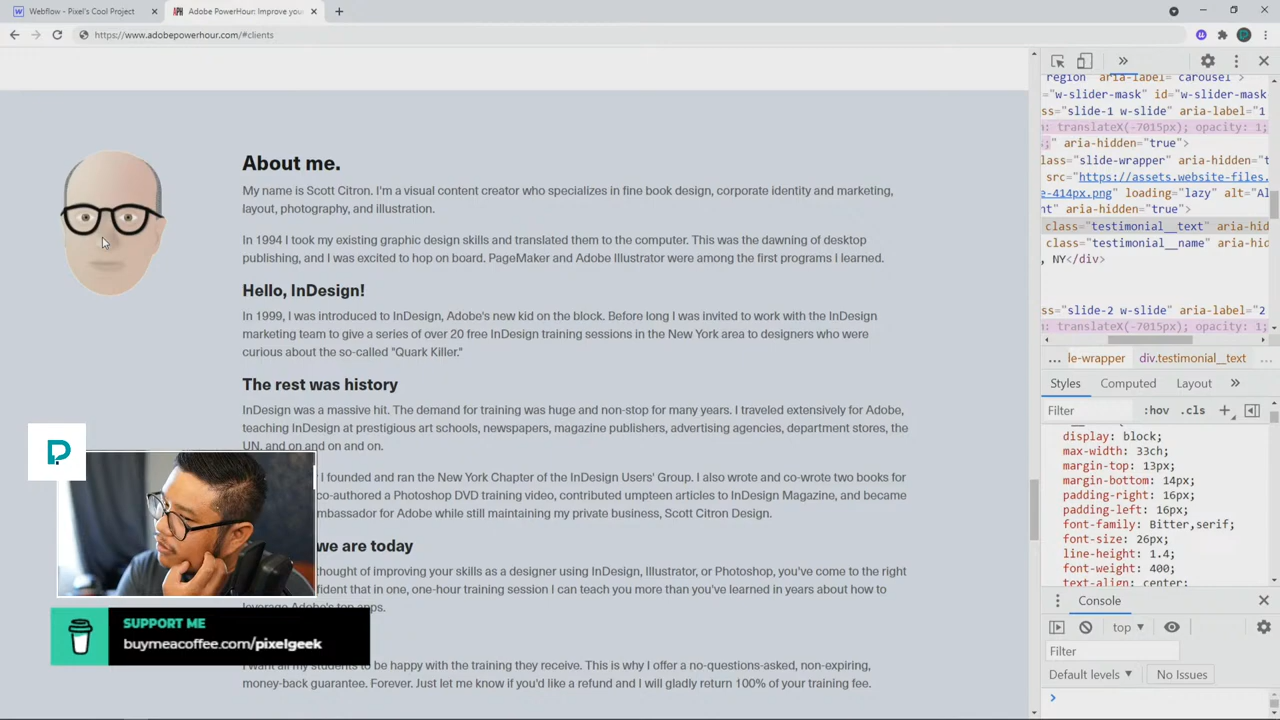 Webflow - Pixel's Cool Project
Adobe PowerHour: Improve you
https://www.adobepowerhour.com/#clients
About me.
My name is Scott Citron. I'm a visual content creator who specializes in fine book design, corporate identity and marketing,
layout, photography, and illustration.
In 1994 I took my existing graphic design skills and translated them to the computer. This was the dawning of desktop
publishing, and I was excited to hop on board. PageMaker and Adobe Illustrator were among the first programs I learned.
Hello, InDesign!
In 1999, I was introduced to InDesign, Adobe's new kid on the block. Before long I was invited to work with the InDesign
marketing team to give a series of over 20 free InDesign training sessions in the New York area to designers who were
curious about the so-called "Quark Killer."
The rest was history
InDesign was a massive hit. The demand for training was huge and non-stop for many years. I traveled extensively for Adobe,
teaching InDesign at prestigious art schools, newspapers, magazine publishers, advertising agencies, department stores, the
UN, and on and on and on.
I founded and ran the New York Chapter of the InDesign Users' Group. I also wrote and co-wrote two books for
co-authored a Photoshop DVD training video, contributed umpteen articles to InDesign Magazine, and became
ambassador for Adobe while still maintaining my private business, Scott Citron Design.
we are today
thought of improving your skills as a designer using InDesign, Illustrator, or Photoshop, you've come to the right
fident that in one, one-hour training session I can teach you more than you've learned in years about how to
leverage Adobe's top apps.
I want all my students to be happy with the training they receive. This is why I offer a no-questions-asked, non-expiring,
money-back guarantee. Forever. Just let me know if you'd like a refund and I will gladly return 100% of your training fee.
SUPPORT ME
buymeacoffee.com/pixelgeek
region" aria-label="carousel">
="w-slider-mask" id="w-slider-mas
lass="slide-1 w-slide" aria-label="1
m: translateX(-7015px); opacity: 1;
;" aria-hidden="true">
lass="slide-wrapper" aria-hidden="t
src="https://assets.website-files.
e-414px.png" loading="lazy" alt="Al
nt" aria-hidden="true">
class="testimonial__text" aria-hid
class="testimonial__name" aria-hid
, NY</div>
lass="slide-2 w-slide" aria-label="2
m: translateX(-7015px); opacity: 1;
... le-wrapper div.testimonial__text ...
Styles Computed Layout
Filter :hov .cls
display: block;
max-width: 33ch;
margin-top: 13px;
margin-bottom: 14px;
padding-right: 16px;
padding-left: 16px;
font-family: Bitter,serif;
font-size: 26px;
line-height: 1.4;
font-weight: 400;
text-align: center;
Console
top
Filter
Default levels No Issues